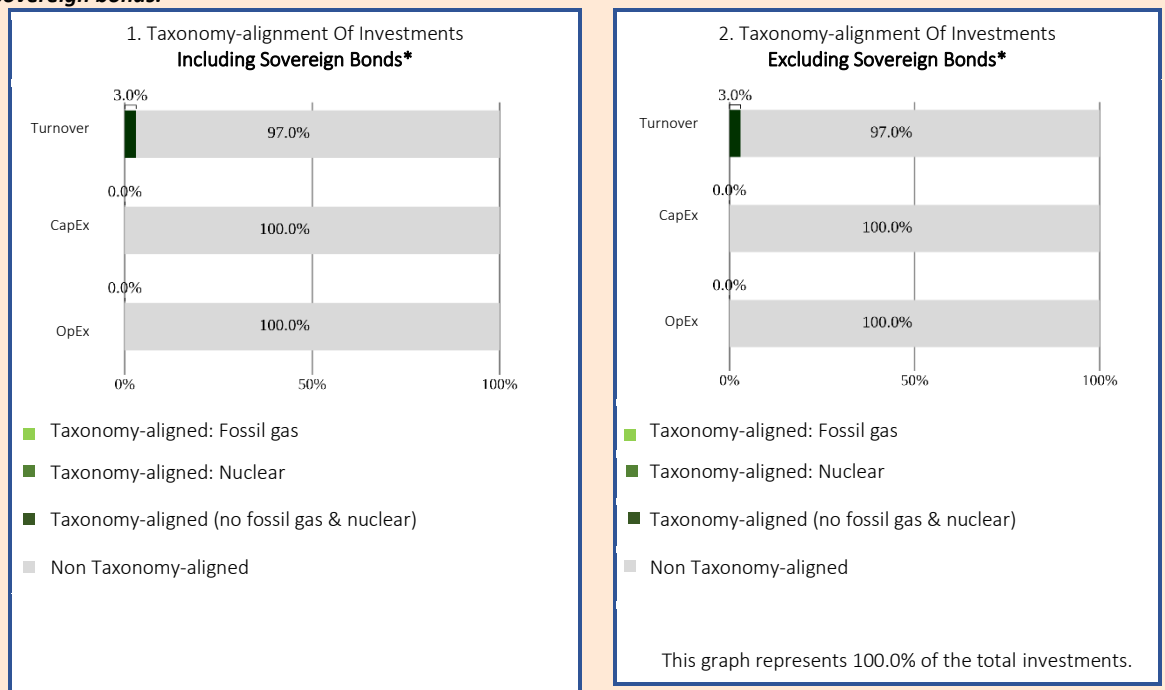 sovereign bonds.
1. Taxonomy-alignment Of Investments
Including Sovereign Bonds*
3.0%
Turnover
97.0%
0.0%
CapEx
100.0%
0.0%
OpEx
100.0%
0%
50%
100%
Taxonomy-aligned: Fossil gas
Taxonomy-aligned: Nuclear
Taxonomy-aligned (no fossil gas & nuclear)
Non Taxonomy-aligned
2. Taxonomy-alignment Of Investments
Excluding Sovereign Bonds*
3.0%
Turnover
97.0%
0.0%
CapEx
100.0%
0.0%
OpEx
100.0%
0%
50%
100%
Taxonomy-aligned: Fossil gas
Taxonomy-aligned: Nuclear
Taxonomy-aligned (no fossil gas & nuclear)
Non Taxonomy-aligned
This graph represents 100.0% of the total investments.